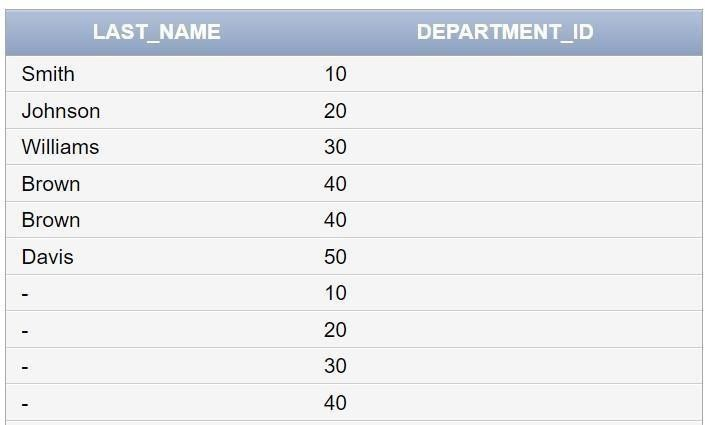 LAST_NAME DEPARTMENT_ID
Smith 10
Johnson 20
Williams 30
Brown 40
Brown 40
Davis 50
- 10
- 20
- 30
- 40